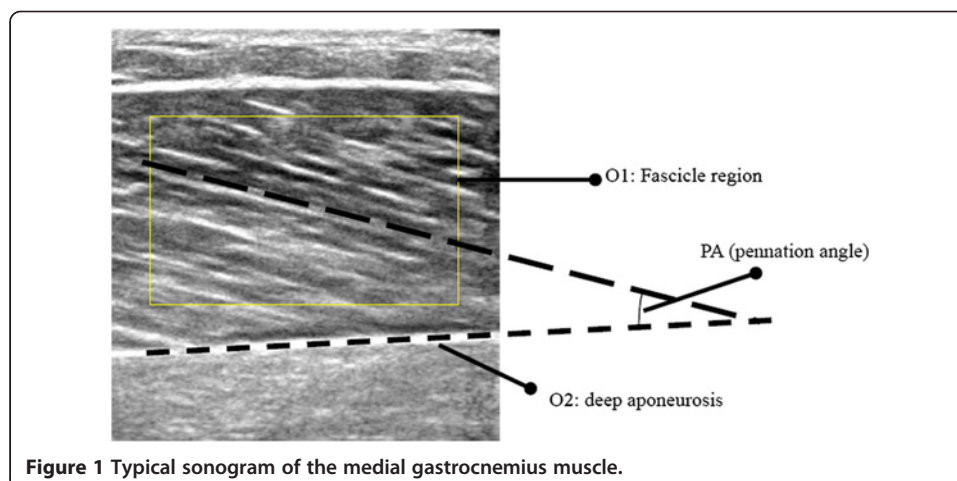 O1: Fascicle region
PA (pennation angle)
O2: deep aponeurosis
Figure 1 Typical sonogram of the medial gastrocnemius muscle.